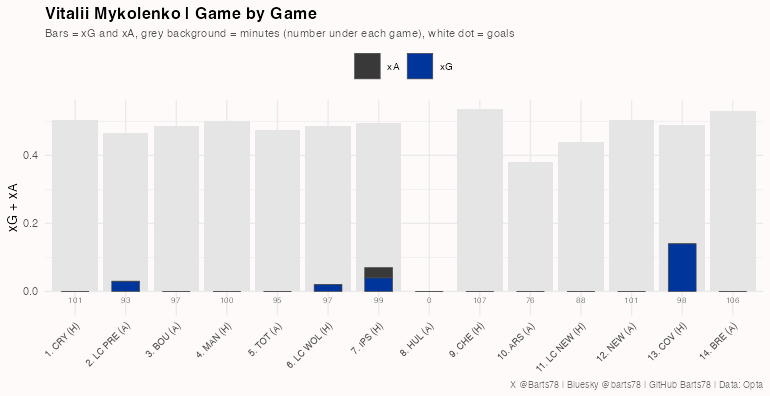 Vitalii Mykolenko | Game by Game
Bars = xG and xA, grey background = minutes (number under each game), white dot = goals
xA xG
xG + xA
0.4
0.2
0.0
101 93 97 100 95 97 99 0 107 76 88 101 98 106
1. CRY (H)
2. LC PRE (A)
3. BOU (A)
4. MAN (H)
5. TOT (A)
6. LC WOL (H)
7. IPS (H)
8. HUL (A)
9. CHE (H)
10. ARS (A)
11. LC NEW (H)
12. NEW (A)
13. COV (H)
14. BRE (A)
X @Barts78 | Bluesky @barts78 | GitHub Barts78 | Data: Opta